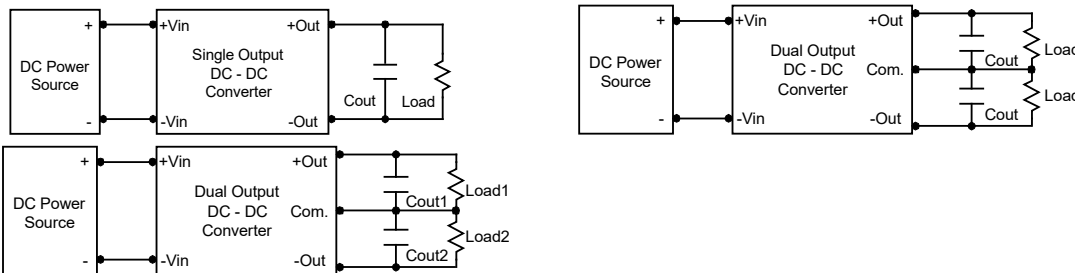 +
+Vin
+Out
Single Output
DC - DC
Converter
DC Power
Source
Cout
Load
-
-Vin
-Out
+
+Vin
+Out
Dual Output
DC - DC
Converter
DC Power
Source
Com.
Cout
Load
Cout
Load
-
-Vin
-Out
+
+Vin
+Out
Dual Output
DC - DC
Converter
DC Power
Source
Com.
Cout1
Load1
Cout2
Load2
-
-Vin
-Out